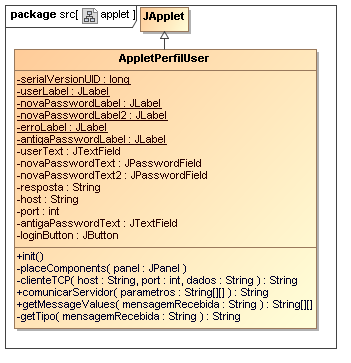 package src[ applet ]
JApplet
AppletPerfilUser
-serialVersionUID : long
-userLabel : JLabel
-novaPasswordLabel : JLabel
-novaPasswordLabel2 : JLabel
-erroLabel : JLabel
-antigaPasswordLabel : JLabel
-userText : JTextField
-novaPasswordText : JPasswordField
-novaPasswordText2 : JPasswordField
-resposta : String
-host : String
-port : int
-antigaPasswordText : JTextField
-loginButton : JButton
+init()
-placeComponents( panel : JPanel )
-clienteTCP( host : String, port : int, dados : String ) : String
+comunicarServidor( parametros : String[][] ) : String
+getMessageValues( mensagemRecebida : String ) : String[][]
-getTipo( mensagemRecebida : String ) : String